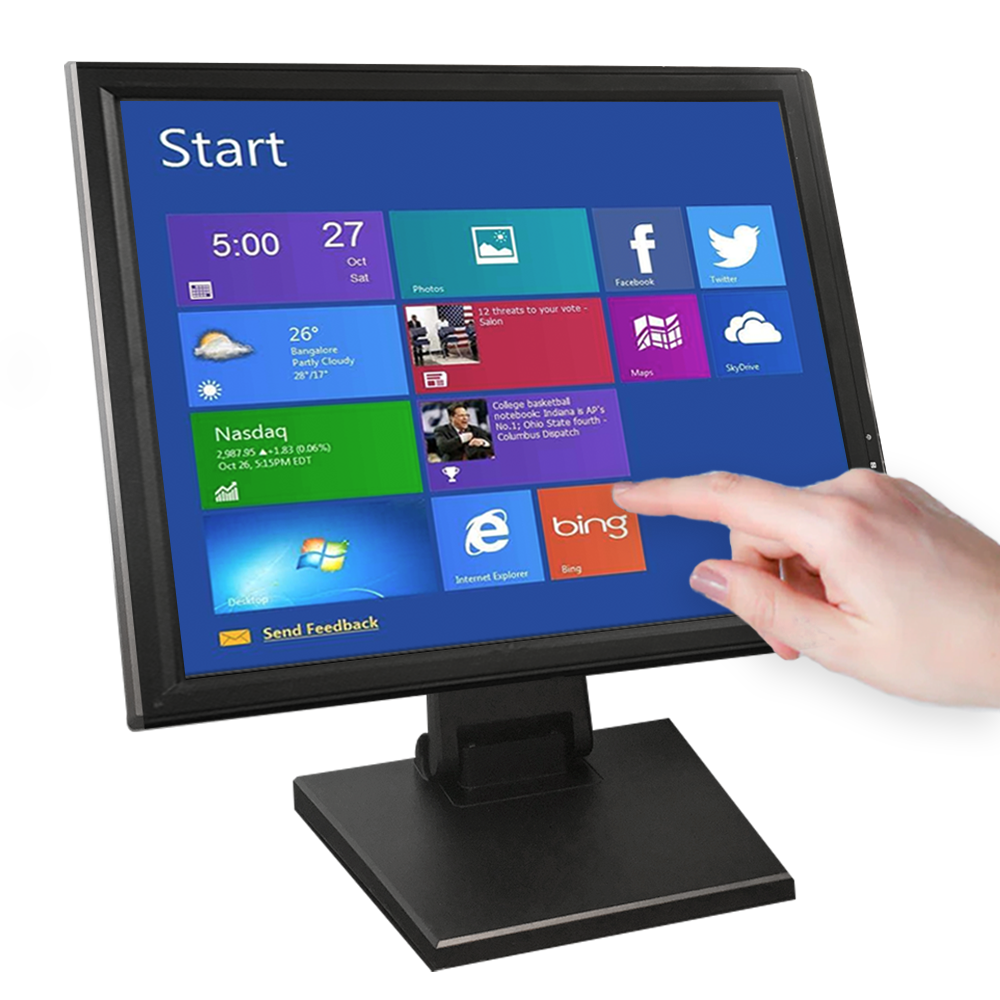 Start
5:00
27
Oct
Sat
Photos
Facebook
Twitter
26°
Bangalore
Partly Cloudy
28°/17°
12 threats to your vote -
Salon
Maps
SkyDrive
Nasdaq
2,987.95 ▲+1.83 (0.06%)
Oct 26, 5:15PM EDT
College basketball
notebook: Indiana is AP's
No.1; Ohio State fourth -
Columbus Dispatch
Desktop
Internet Explorer
bing
Bing
Send Feedback